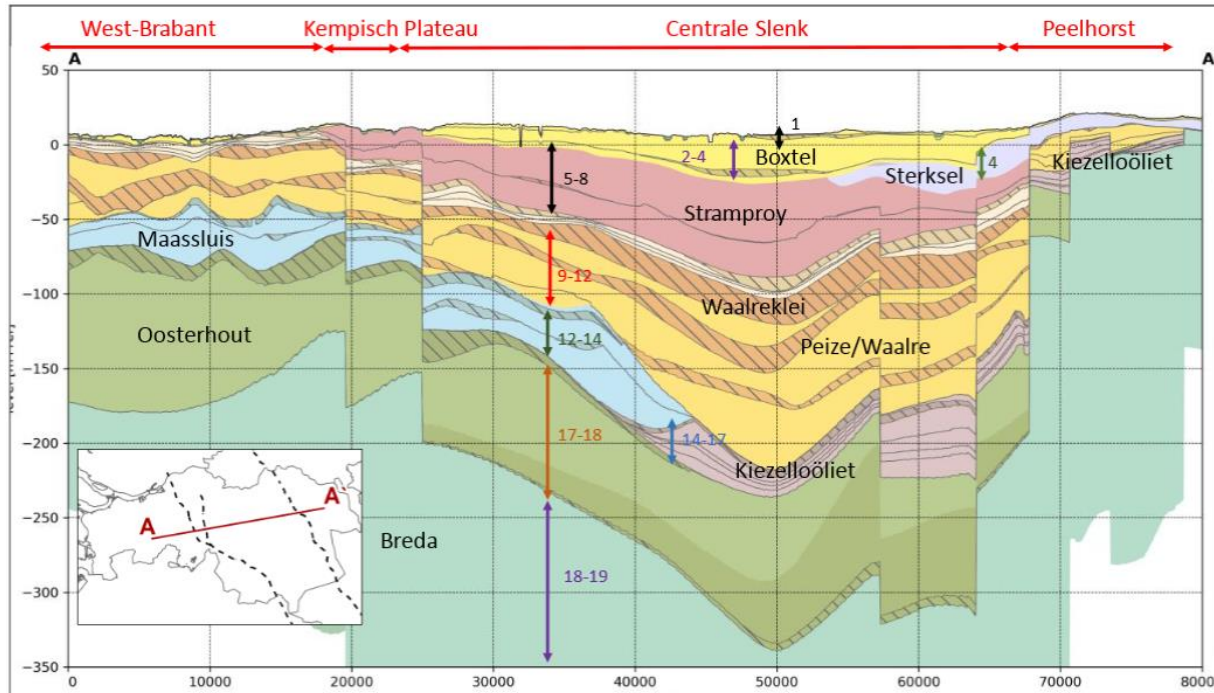 West-Brabant Kempisch Plateau Centrale Slenk Peelhorst
A A
50
1
0
2-4 Boxtel 4 Kiezelloöliet
5-8 Sterksel
Stramproy
−50
Maassluis
9-12
−100
Waalreklei
Oosterhout 12-14 Peize/Waalre
−150
17-18 14-17
−200
Kiezelloöliet
A A'
−250
Breda
18-19
−300
−350
0 10000 20000 30000 40000 50000 60000 70000 8000